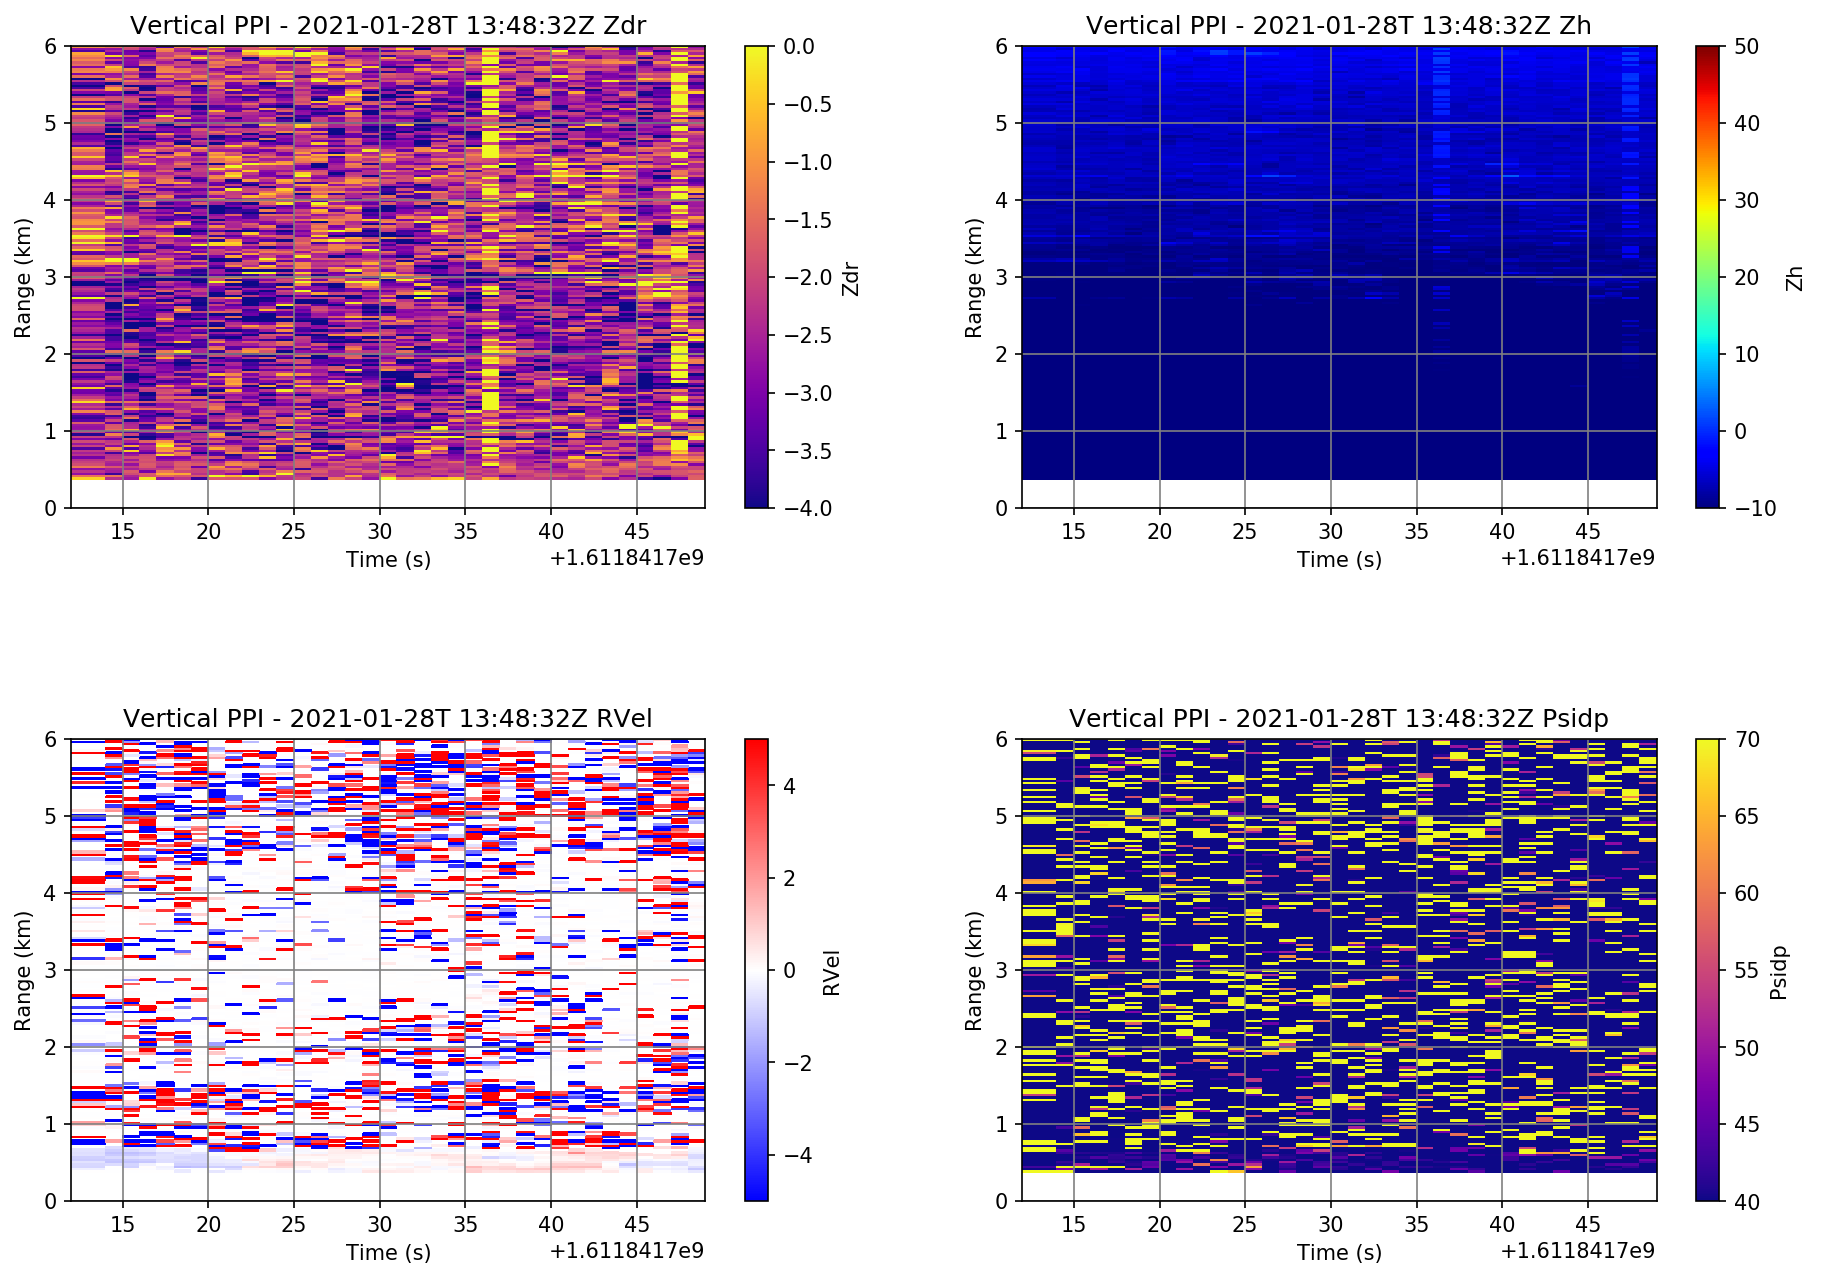 Vertical PPI - 2021-01-28T 13:48:32Z Zdr
6
5
4
3
2
1
0
Range (km)
15 20 25 30 35 40 45
Time (s)
+1.6118417e9
0.0
−0.5
−1.0
−1.5
−2.0
−2.5
−3.0
−3.5
−4.0
Zdr
Vertical PPI - 2021-01-28T 13:48:32Z Zh
6
5
4
3
2
1
0
Range (km)
15 20 25 30 35 40 45
Time (s)
+1.6118417e9
50
40
30
20
10
0
−10
Zh
Vertical PPI - 2021-01-28T 13:48:32Z RVel
6
5
4
3
2
1
0
Range (km)
15 20 25 30 35 40 45
Time (s)
+1.6118417e9
4
2
0
−2
−4
RVel
Vertical PPI - 2021-01-28T 13:48:32Z Psidp
6
5
4
3
2
1
0
Range (km)
15 20 25 30 35 40 45
Time (s)
+1.6118417e9
70
65
60
55
50
45
40
Psidp